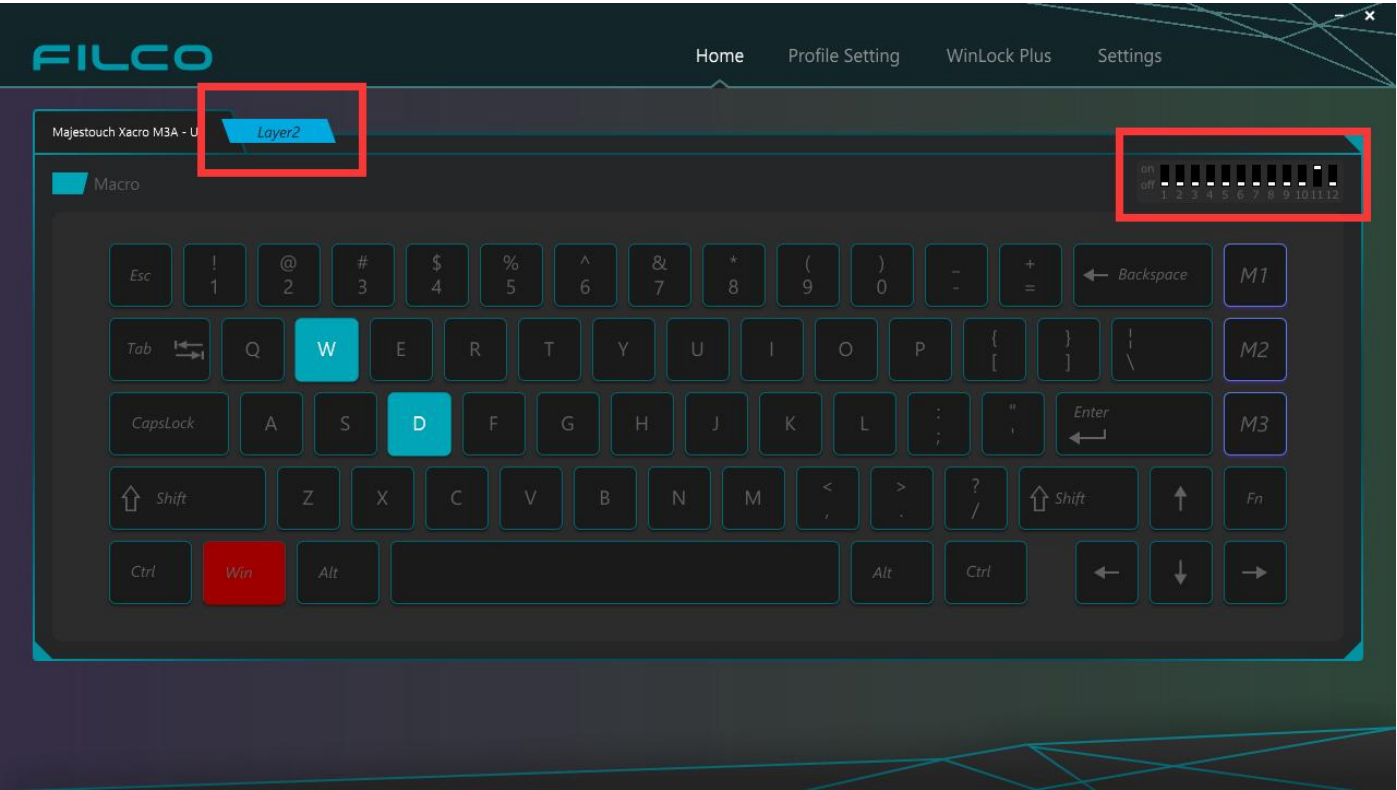 FILCO
Home Profile Setting WinLock Plus Settings
Majestouch Xacro M3A - U Layer2
Macro
on
off
1 2 3 4 5 6 7 8 9 10 11 12
Esc ! 1 @ 2 # 3 $ 4 % 5 ^ 6 & 7 * 8 ( 9 ) 0 _ - + = ← Backspace M1
Tab Q W E R T Y U I O P { [ } ] ¦ \ M2
CapsLock A S D F G H J K L : ; " ' Enter M3
Shift Z X C V B N M < , > . ? / Shift ↑ Fn
Ctrl Win Alt Alt Ctrl ← ↓ →